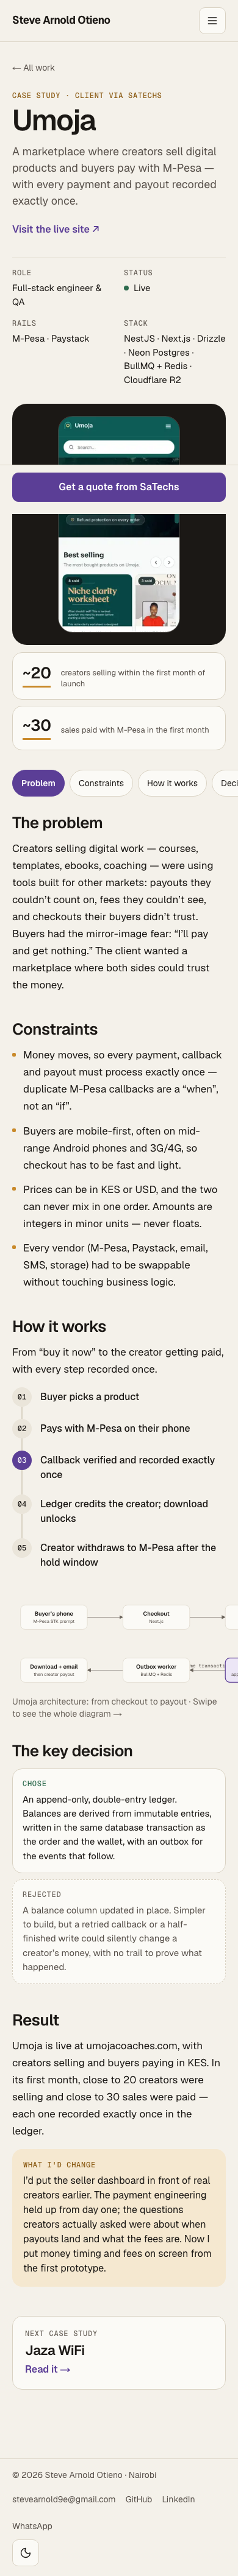 Steve Arnold Otieno
← All work
CASE STUDY · CLIENT VIA SATECHS
Umoja
A marketplace where creators sell digital
products and buyers pay with M-Pesa —
with every payment and payout recorded
exactly once.
Visit the live site ↗
ROLE
Full-stack engineer &
QA
STATUS
Live
RAILS
M-Pesa · Paystack
STACK
NestJS · Next.js · Drizzle
· Neon Postgres ·
BullMQ + Redis ·
Cloudflare R2
Umoja
Search...
Get a quote from SaTechs
Refund protection on every order
Best selling
The most bought products on Umoja.
5 sold
3 sold
Niche clarity
worksheet
~20
creators selling within the first month of
launch
~30
sales paid with M-Pesa in the first month
Problem
Constraints
How it works
Deci
The problem
Creators selling digital work — courses,
templates, ebooks, coaching — were using
tools built for other markets: payouts they
couldn’t count on, fees they couldn’t see,
and checkouts their buyers didn’t trust.
Buyers had the mirror-image fear: “I’ll pay
and get nothing.” The client wanted a
marketplace where both sides could trust
the money.
Constraints
Money moves, so every payment, callback
and payout must process exactly once —
duplicate M-Pesa callbacks are a “when”,
not an “if”.
Buyers are mobile-first, often on mid-
range Android phones and 3G/4G, so
checkout has to be fast and light.
Prices can be in KES or USD, and the two
can never mix in one order. Amounts are
integers in minor units — never floats.
Every vendor (M-Pesa, Paystack, email,
SMS, storage) had to be swappable
without touching business logic.
How it works
From “buy it now” to the creator getting paid,
with every step recorded once.
01 Buyer picks a product
02 Pays with M-Pesa on their phone
03 Callback verified and recorded exactly
once
04 Ledger credits the creator; download
unlocks
05 Creator withdraws to M-Pesa after the
hold window
Buyer's phone
M-Pesa STK prompt
Checkout
Next.js
Download + email
then creator payout
Outbox worker
BullMQ + Redis
Umoja architecture: from checkout to payout · Swipe
to see the whole diagram →
The key decision
CHOSE
An append-only, double-entry ledger.
Balances are derived from immutable entries,
written in the same database transaction as
the order and the wallet, with an outbox for
the events that follow.
REJECTED
A balance column updated in place. Simpler
to build, but a retried callback or a half-
finished write could silently change a
creator’s money, with no trail to prove what
happened.
Result
Umoja is live at umojacoaches.com, with
creators selling and buyers paying in KES. In
its first month, close to 20 creators were
selling and close to 30 sales were paid —
each one recorded exactly once in the
ledger.
WHAT I'D CHANGE
I’d put the seller dashboard in front of real
creators earlier. The payment engineering
held up from day one; the questions
creators actually asked were about when
payouts land and what the fees are. Now I
put money timing and fees on screen from
the first prototype.
NEXT CASE STUDY
Jaza WiFi
Read it →
© 2026 Steve Arnold Otieno · Nairobi
stevearnold9e@gmail.com
GitHub
LinkedIn
WhatsApp